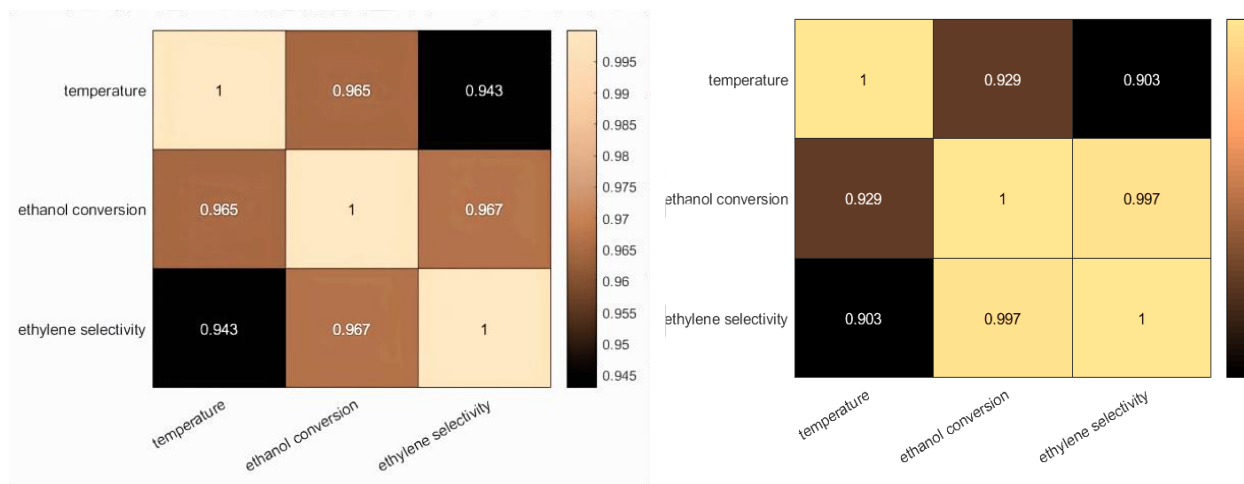 temperature 1 0.965 0.943
ethanol conversion 0.965 1 0.967
ethylene selectivity 0.943 0.967 1
temperature
ethanol conversion
ethylene selectivity
0.995
0.99
0.985
0.98
0.975
0.97
0.965
0.96
0.955
0.95
0.945
temperature 1 0.929 0.903
ethanol conversion 0.929 1 0.997
ethylene selectivity 0.903 0.997 1
temperature
ethanol conversion
ethylene selectivity